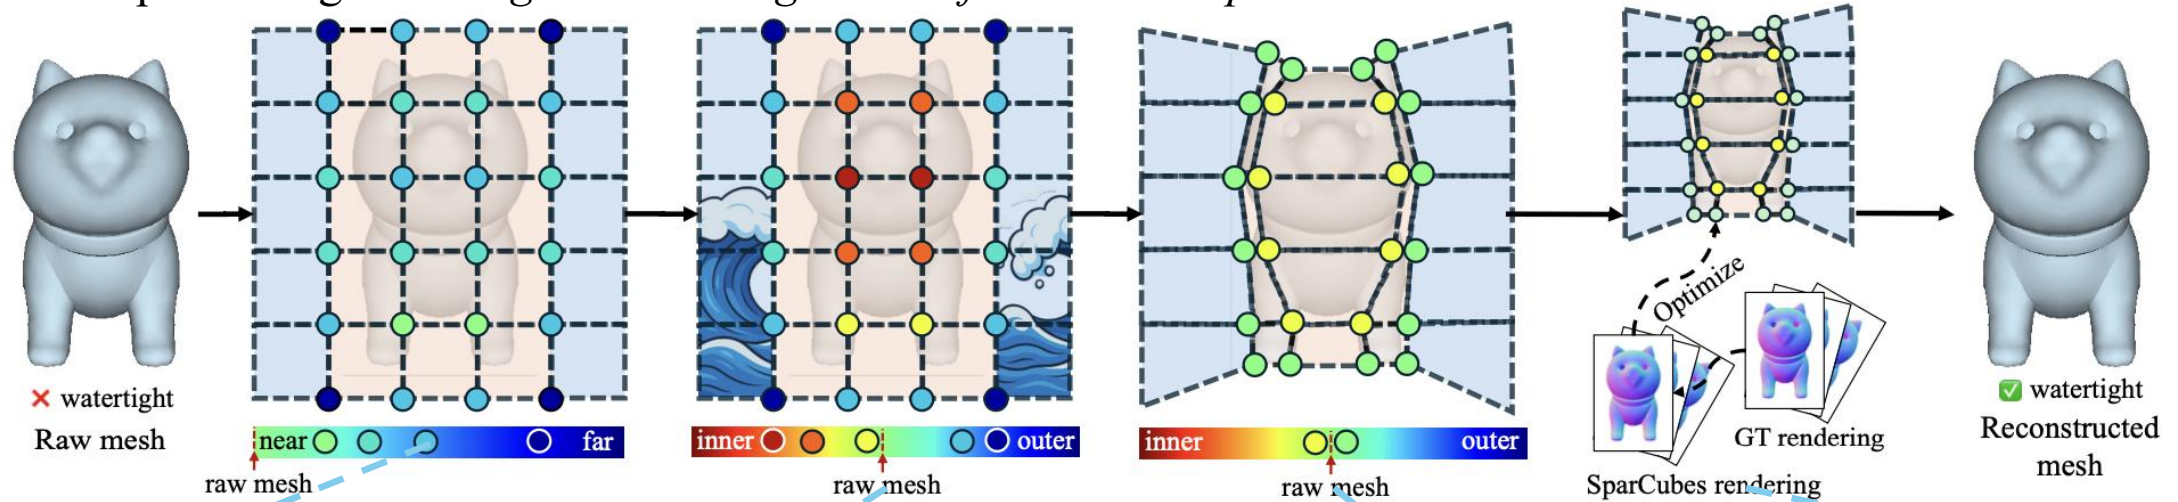 ❌ watertight
Raw mesh
near
far
raw mesh
inner
outer
raw mesh
inner
outer
raw mesh
Optimize
GT rendering
SparCubes rendering
✅ watertight
Reconstructed
mesh